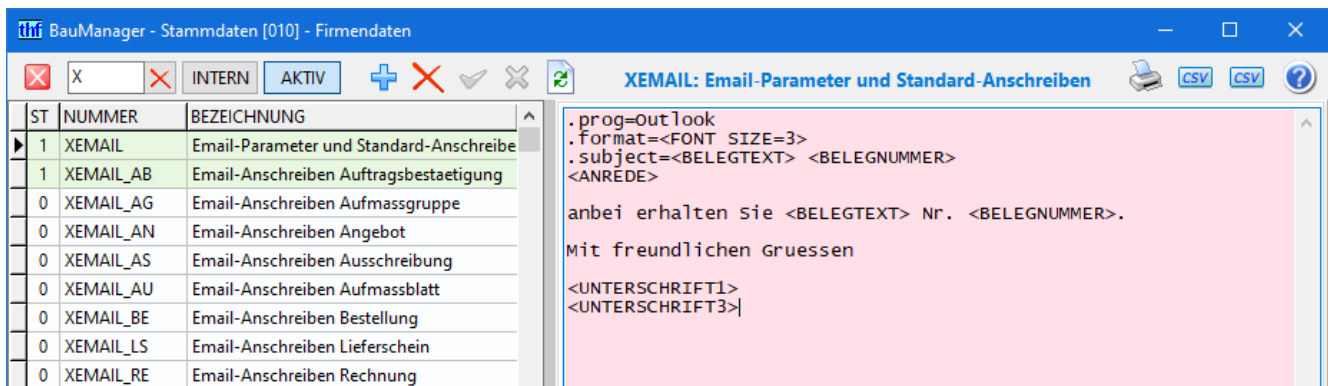 thf BauManager - Stammdaten [010] - Firmendaten
X INTERN AKTIV XEMAIL: Email-Parameter und Standard-Anschreiben CSV CSV ?
ST NUMMER BEZEICHNUNG
1 XEMAIL Email-Parameter und Standard-Anschreibe
1 XEMAIL_AB Email-Anschreiben Auftragsbestaetigung
0 XEMAIL_AG Email-Anschreiben Aufmassgruppe
0 XEMAIL_AN Email-Anschreiben Angebot
0 XEMAIL_AS Email-Anschreiben Ausschreibung
0 XEMAIL_AU Email-Anschreiben Aufmassblatt
0 XEMAIL_BE Email-Anschreiben Bestellung
0 XEMAIL_LS Email-Anschreiben Lieferschein
0 XEMAIL_RE Email-Anschreiben Rechnung
.prog=Outlook
.format=<FONT SIZE=3>
.subject=<BELEGTEXT> <BELEGNUMMER>
<ANREDE>
anbei erhalten Sie <BELEGTEXT> Nr. <BELEGNUMMER>.
Mit freundlichen Gruessen
<UNTERSCHRIFT1>
<UNTERSCHRIFT3>